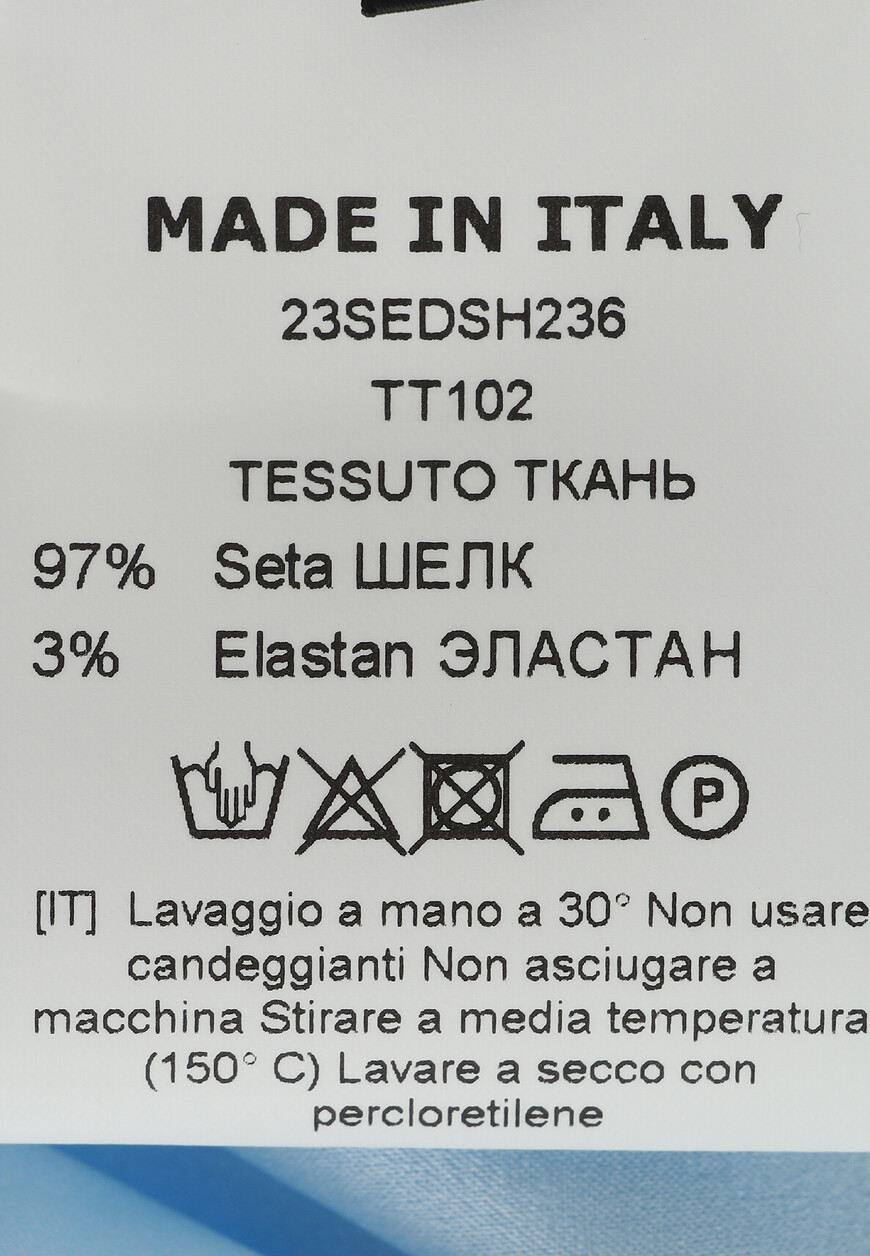 MADE IN ITALY
23SEDSH236
TT102
TESSUTO ТКАНЬ
97% Seta ШЕЛК
3% Elastan ЭЛАСТАН
P
[IT] Lavaggio a mano a 30° Non usare
candeggianti Non asciugare a
macchina Stirare a media temperatura
(150° C) Lavare a secco con
percloretilene